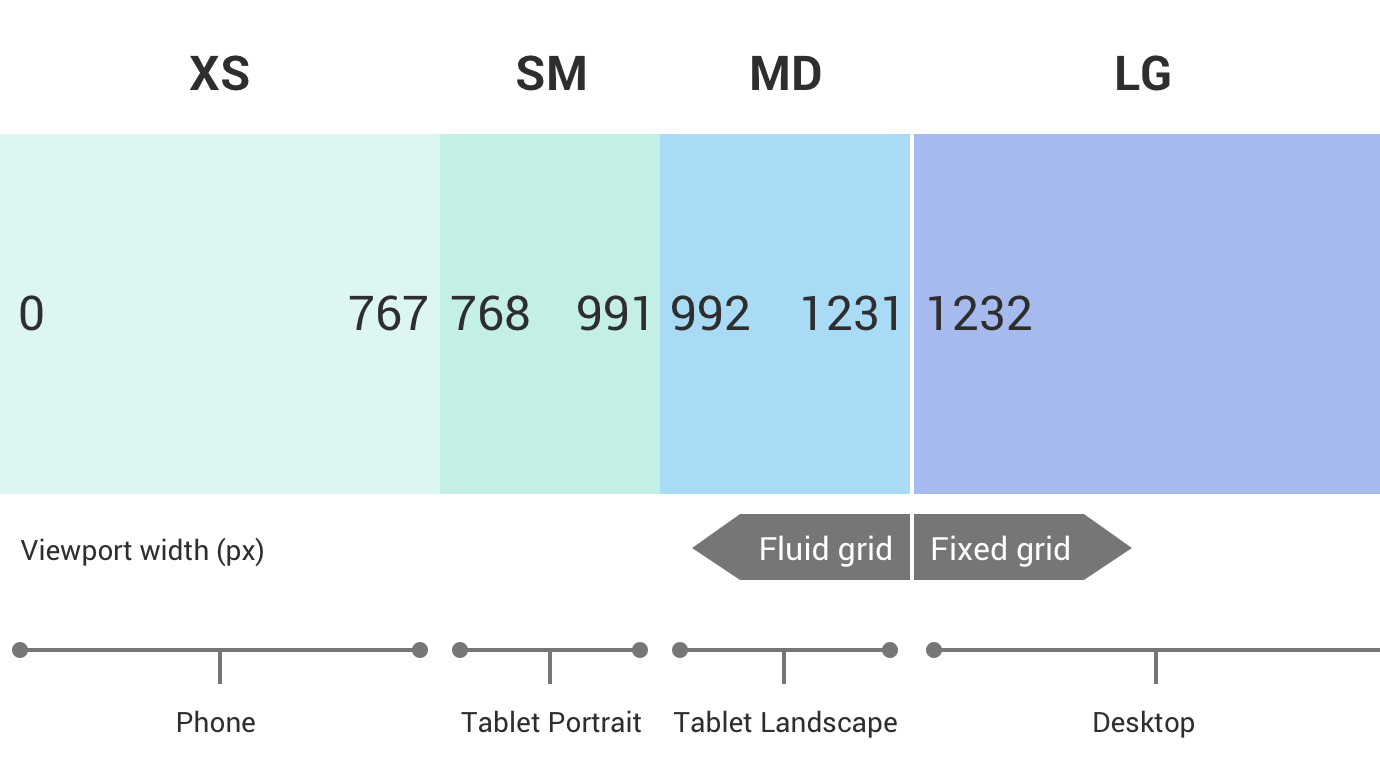 XS SM MD LG
0 767 768 991 992 1231 1232
Viewport width (px) Fluid grid Fixed grid
Phone Tablet Portrait Tablet Landscape Desktop